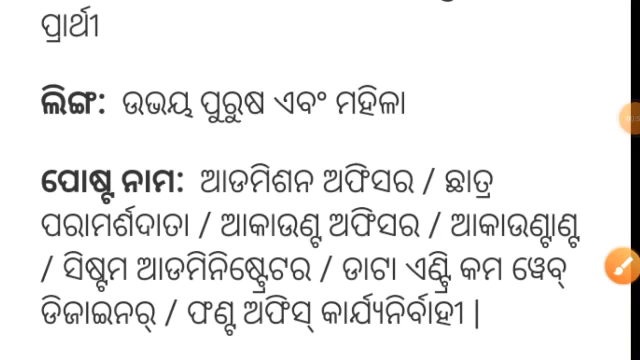 ପ୍ରାର୍ଥୀ
ଲିଙ୍ଗ: ଉଭୟ ପୁରୁଷ ଏବଂ ମହିଳା
ପୋଷ୍ଟ ନାମ: ଆଡମିଶନ ଅଫିସର / ଛାତ୍ର
ପରାମର୍ଶଦାତା / ଆକାଉଣ୍ଟ ଅଫିସର / ଆକାଉଣ୍ଟାଣ୍ଟ
/ ସିଷ୍ଟମ ଆଡମିନିଷ୍ଟ୍ରେଟର / ଡାଟା ଏଣ୍ଟ୍ରି କମ ୱେବ୍
ଡିଜାଇନର୍ / ଫଣ୍ଟ ଅଫିସ୍ କାର୍ଯ୍ୟନିର୍ବାହୀ |